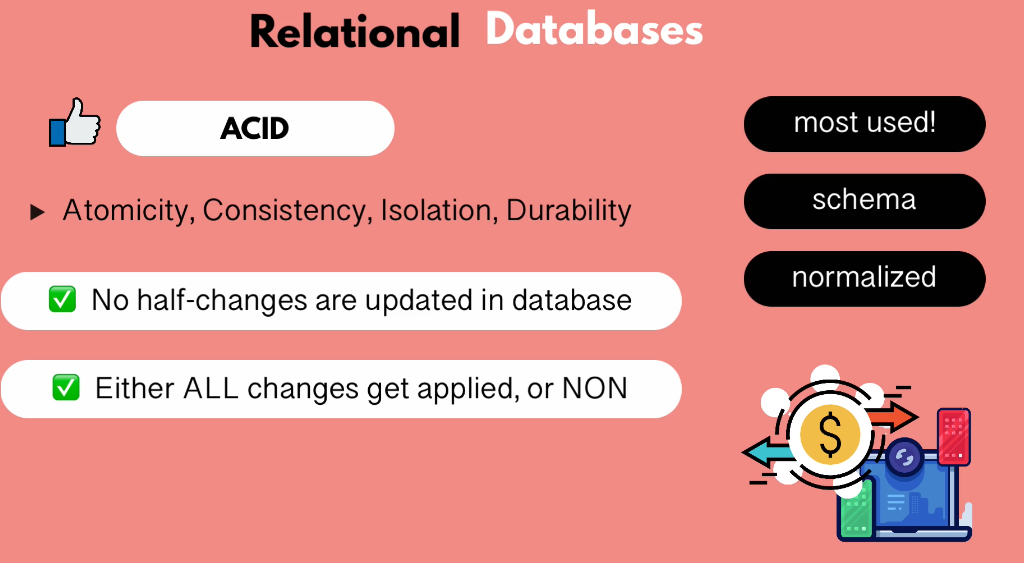 Relational Databases
ACID
Atomicity, Consistency, Isolation, Durability
No half-changes are updated in database
Either ALL changes get applied, or NON
most used!
schema
normalized
$